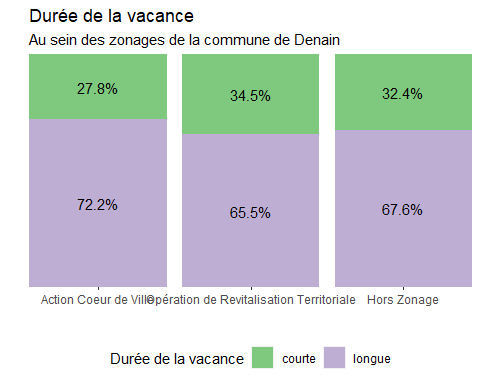 Durée de la vacance
Au sein des zonages de la commune de Denain
27.8% 34.5% 32.4%
72.2% 65.5% 67.6%
Action Coeur de Ville Opération de Revitalisation Territoriale Hors Zonage
Durée de la vacance courte longue